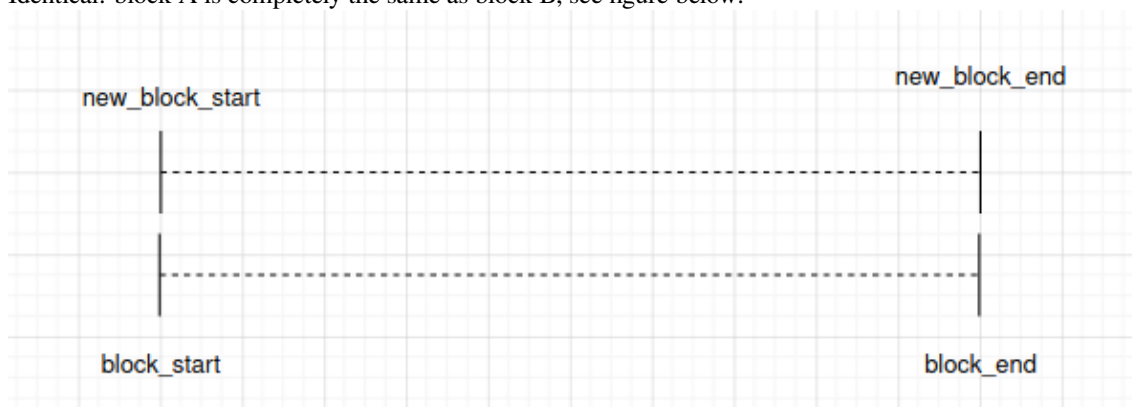 identical: block A is completely the same as block B, see figure below:
new_block_end
new_block_start
block_start
block_end